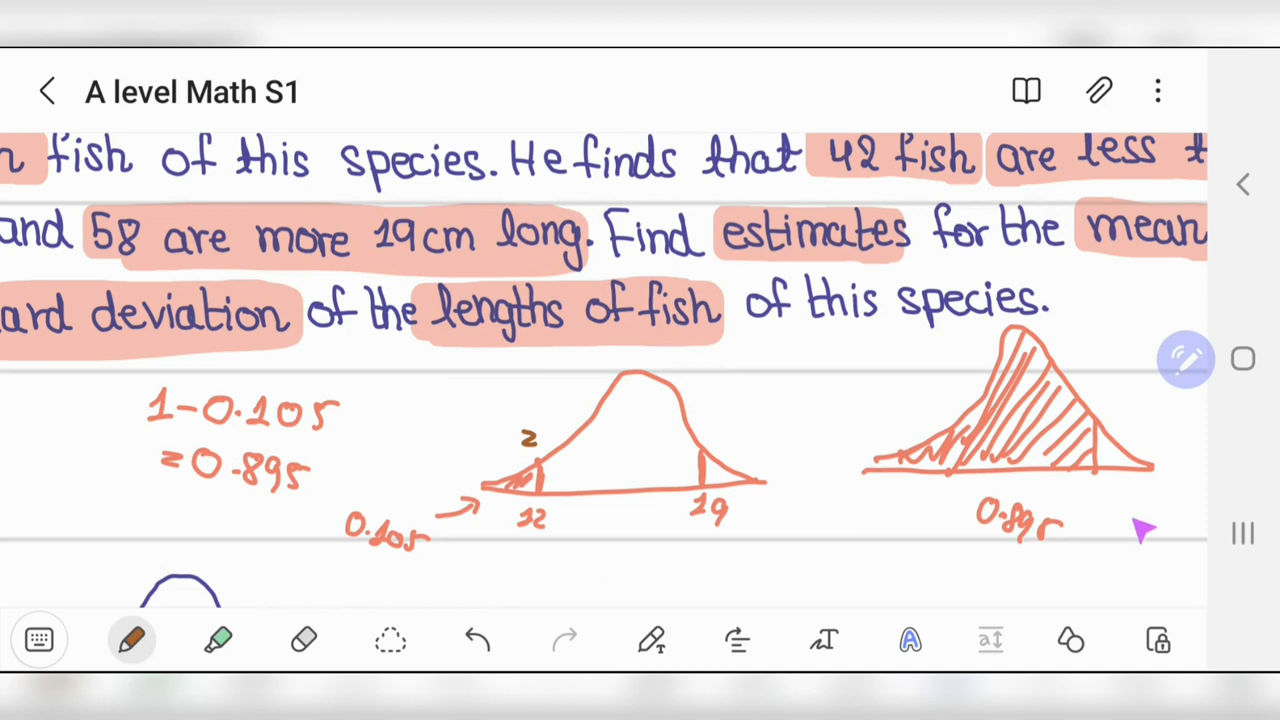 A level Math S1
n fish of this species. He finds that 42 fish are less t
and 58 are more 19cm long. Find estimates for the mean
ard deviation of the lengths of fish of this species.
1-0.105
=0.895
z
0.105
12
19
0.895